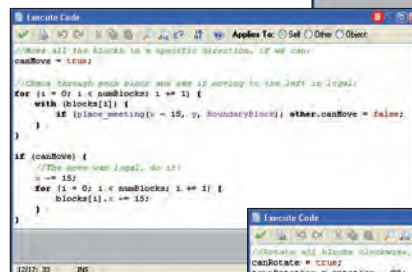 Execute Code
Applies To: Self Other Object
//Move all the blocks in a specific direction, if we can:
canMove = true;
//Check through each block and see if moving to the left is legal:
for (i = 0; i < numBlocks; i += 1) {
with (blocks[i]) {
if (place_meeting(x - 15, y, BoundaryBlock)) other.canMove = false;
}
}
if (canMove) {
//The move was legal, do it!
x -= 15;
for (i = 0; i < numBlocks; i += 1) {
blocks[i].x -= 15;
}
}
12/17: 33 INS
Execute Code
//Rotate all blocks clockwise,
canRotate = true;